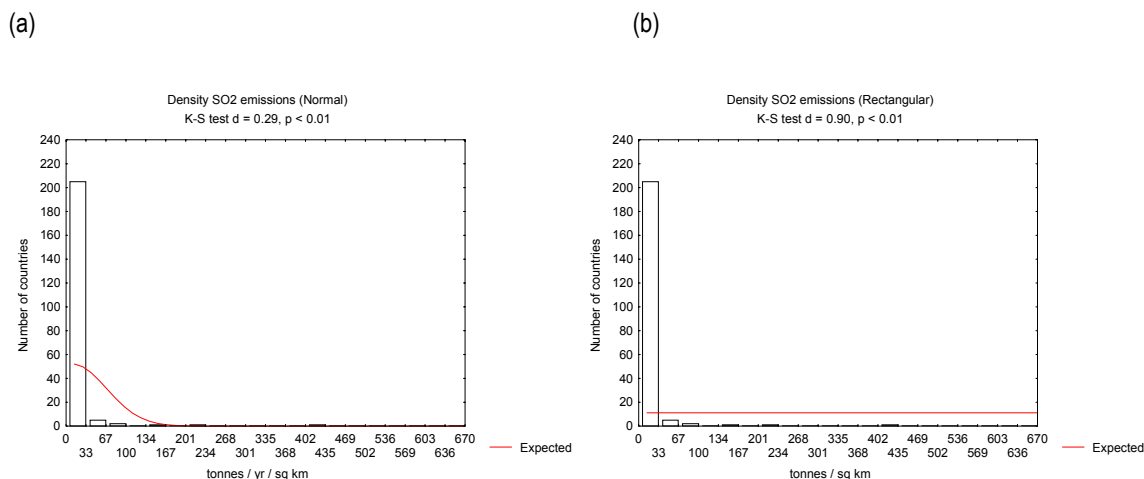 (a)
Density SO2 emissions (Normal)
K-S test d = 0.29, p < 0.01
Number of countries
240
220
200
180
160
140
120
100
80
60
40
20
0
0 67 134 201 268 335 402 469 536 603 670
33 100 167 234 301 368 435 502 569 636
tonnes / yr / sq km
Expected
(b)
Density SO2 emissions (Rectangular)
K-S test d = 0.90, p < 0.01
Number of countries
240
220
200
180
160
140
120
100
80
60
40
20
0
0 67 134 201 268 335 402 469 536 603 670
33 100 167 234 301 368 435 502 569 636
tonnes / sq km
Expected